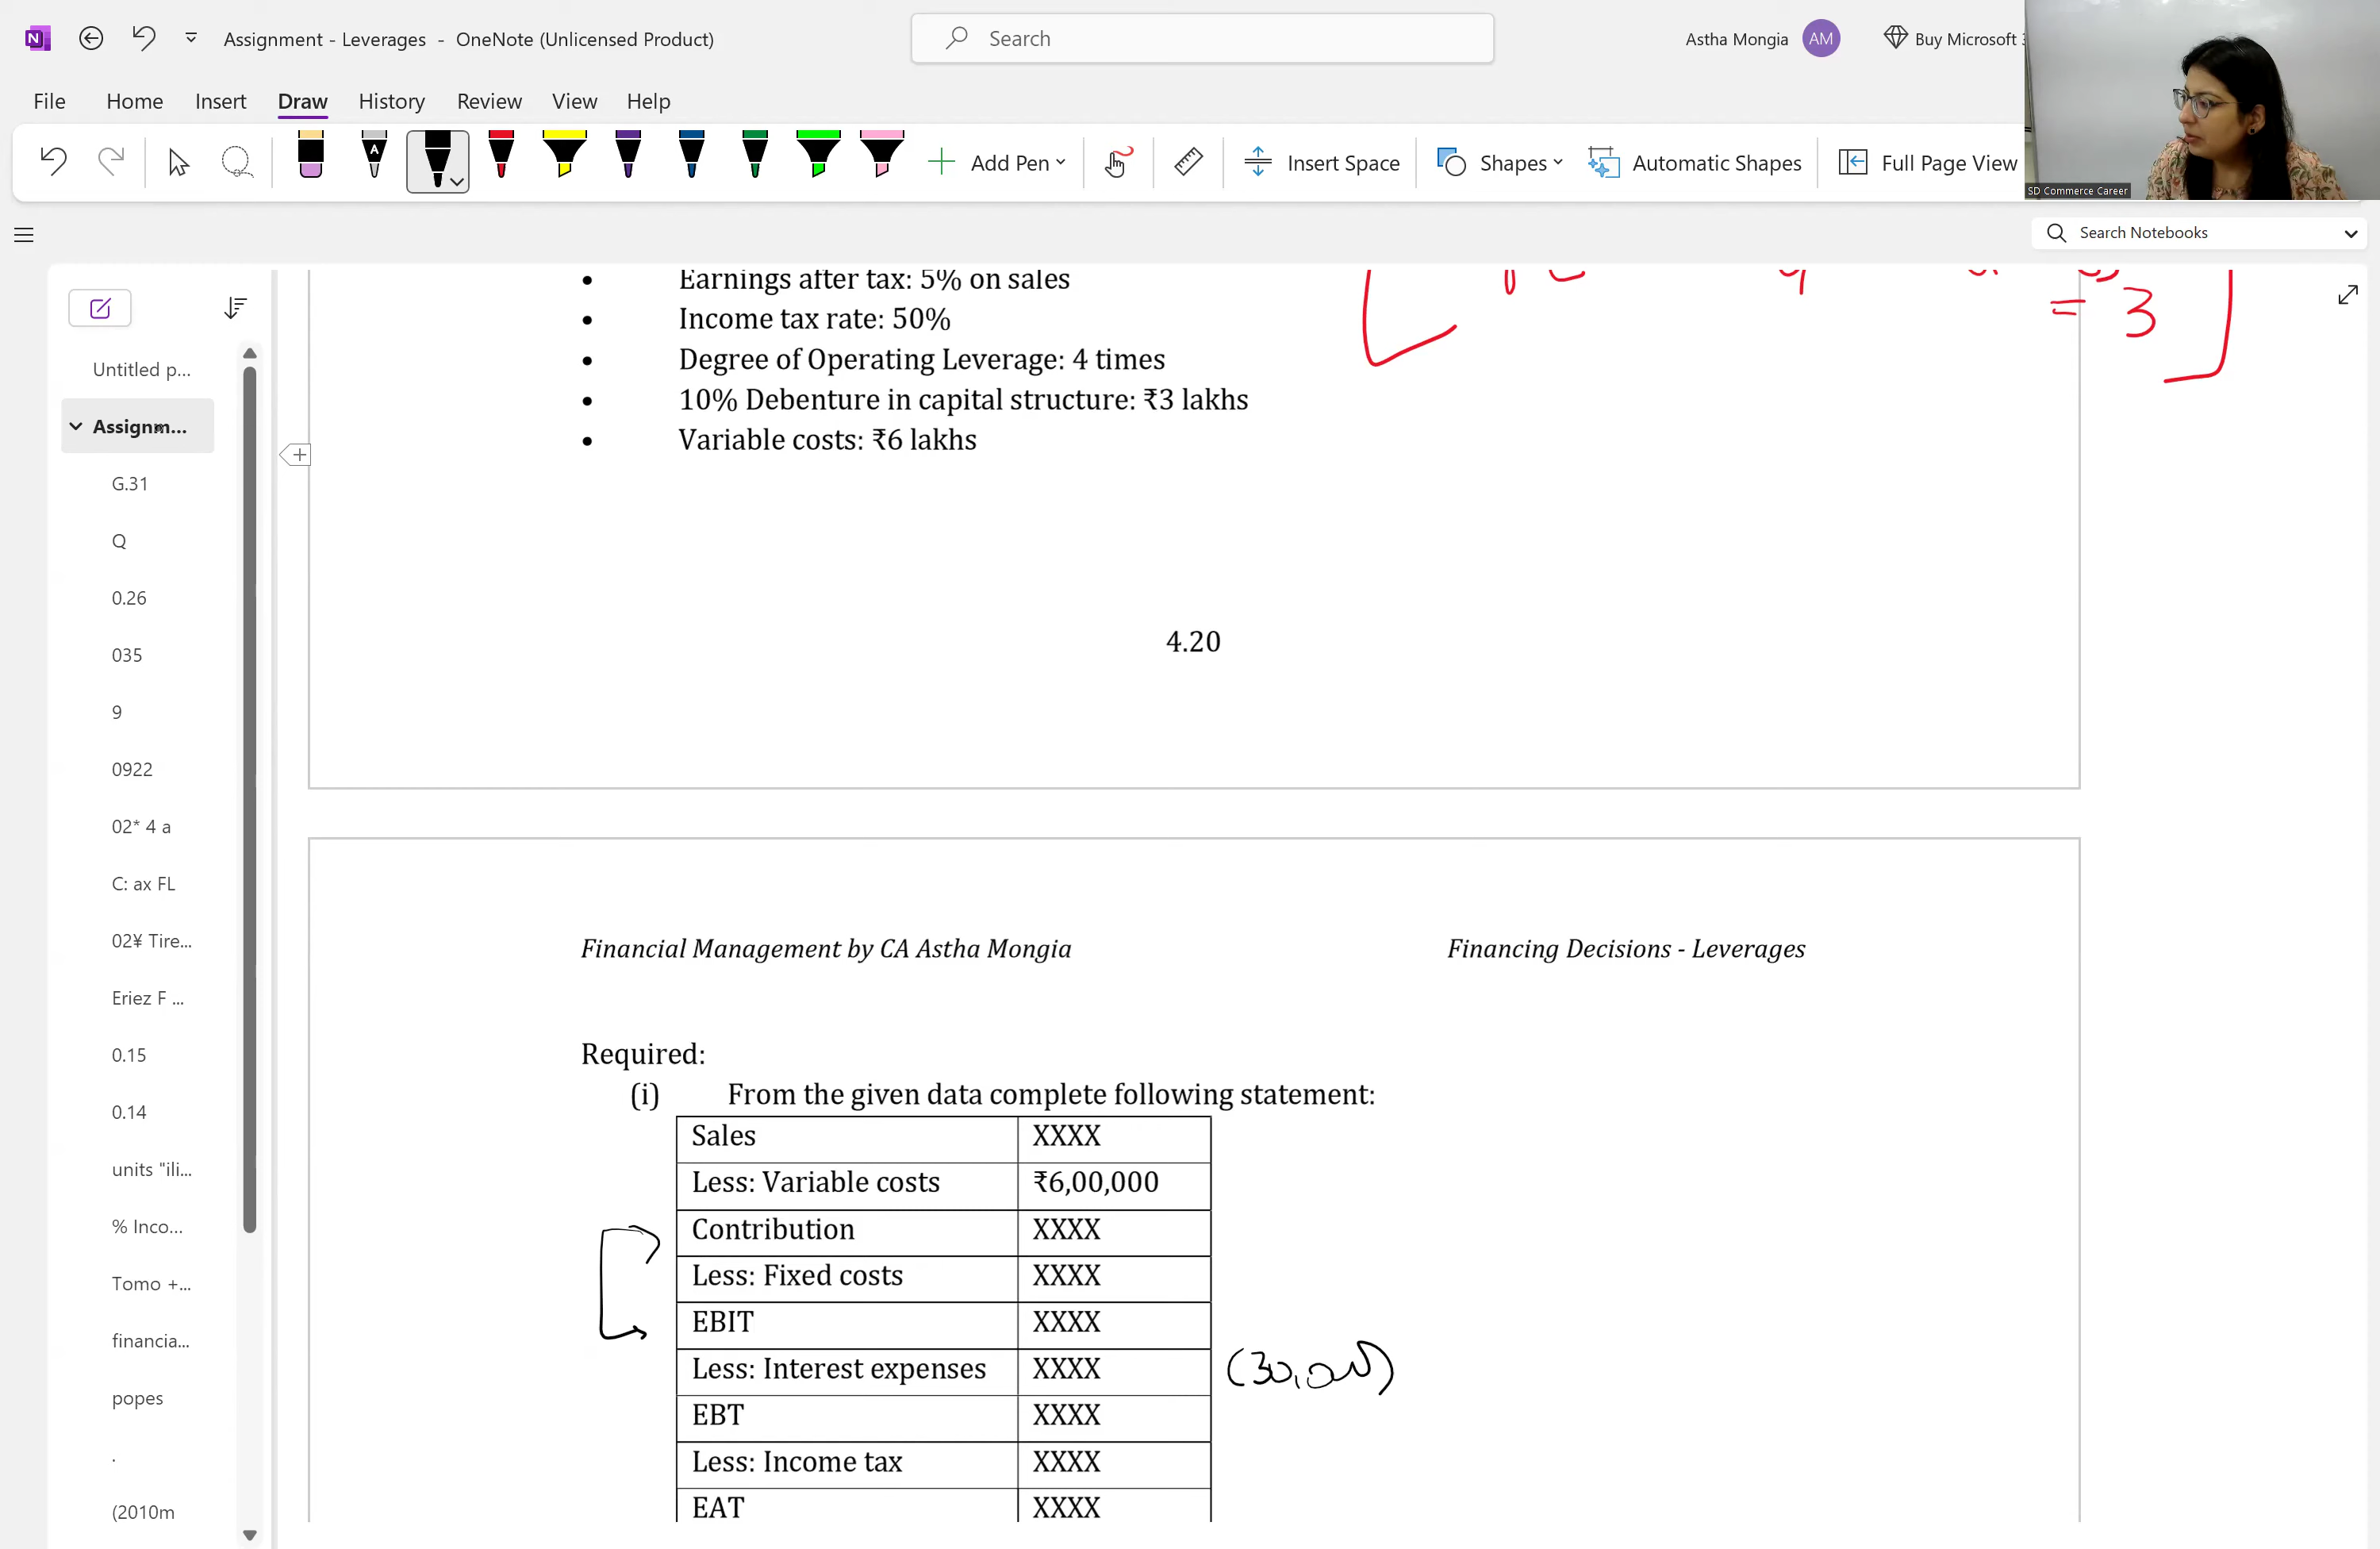 Assignment - Leverages - OneNote (Unlicensed Product)
Search
Astha Mongia AM
Buy Microsoft
SD Commerce Career
File Home Insert Draw History Review View Help
Add Pen Insert Space Shapes Automatic Shapes Full Page View
Search Notebooks
Untitled p...
Assignm...
G.31
Q
0.26
035
9
0922
02* 4 a
C: ax FL
02¥ Tire...
Eriez F ...
0.15
0.14
units "ili...
% Inco...
Tomo +...
financia...
popes
.
(2010m
• Earnings after tax: 5% on sales
• Income tax rate: 50%
• Degree of Operating Leverage: 4 times
• 10% Debenture in capital structure: ₹3 lakhs
• Variable costs: ₹6 lakhs
= 3
4.20
Financial Management by CA Astha Mongia Financing Decisions - Leverages
Required:
(i) From the given data complete following statement:
Sales XXXX
Less: Variable costs ₹6,00,000
Contribution XXXX
Less: Fixed costs XXXX
EBIT XXXX
Less: Interest expenses XXXX (30,000)
EBT XXXX
Less: Income tax XXXX
EAT XXXX